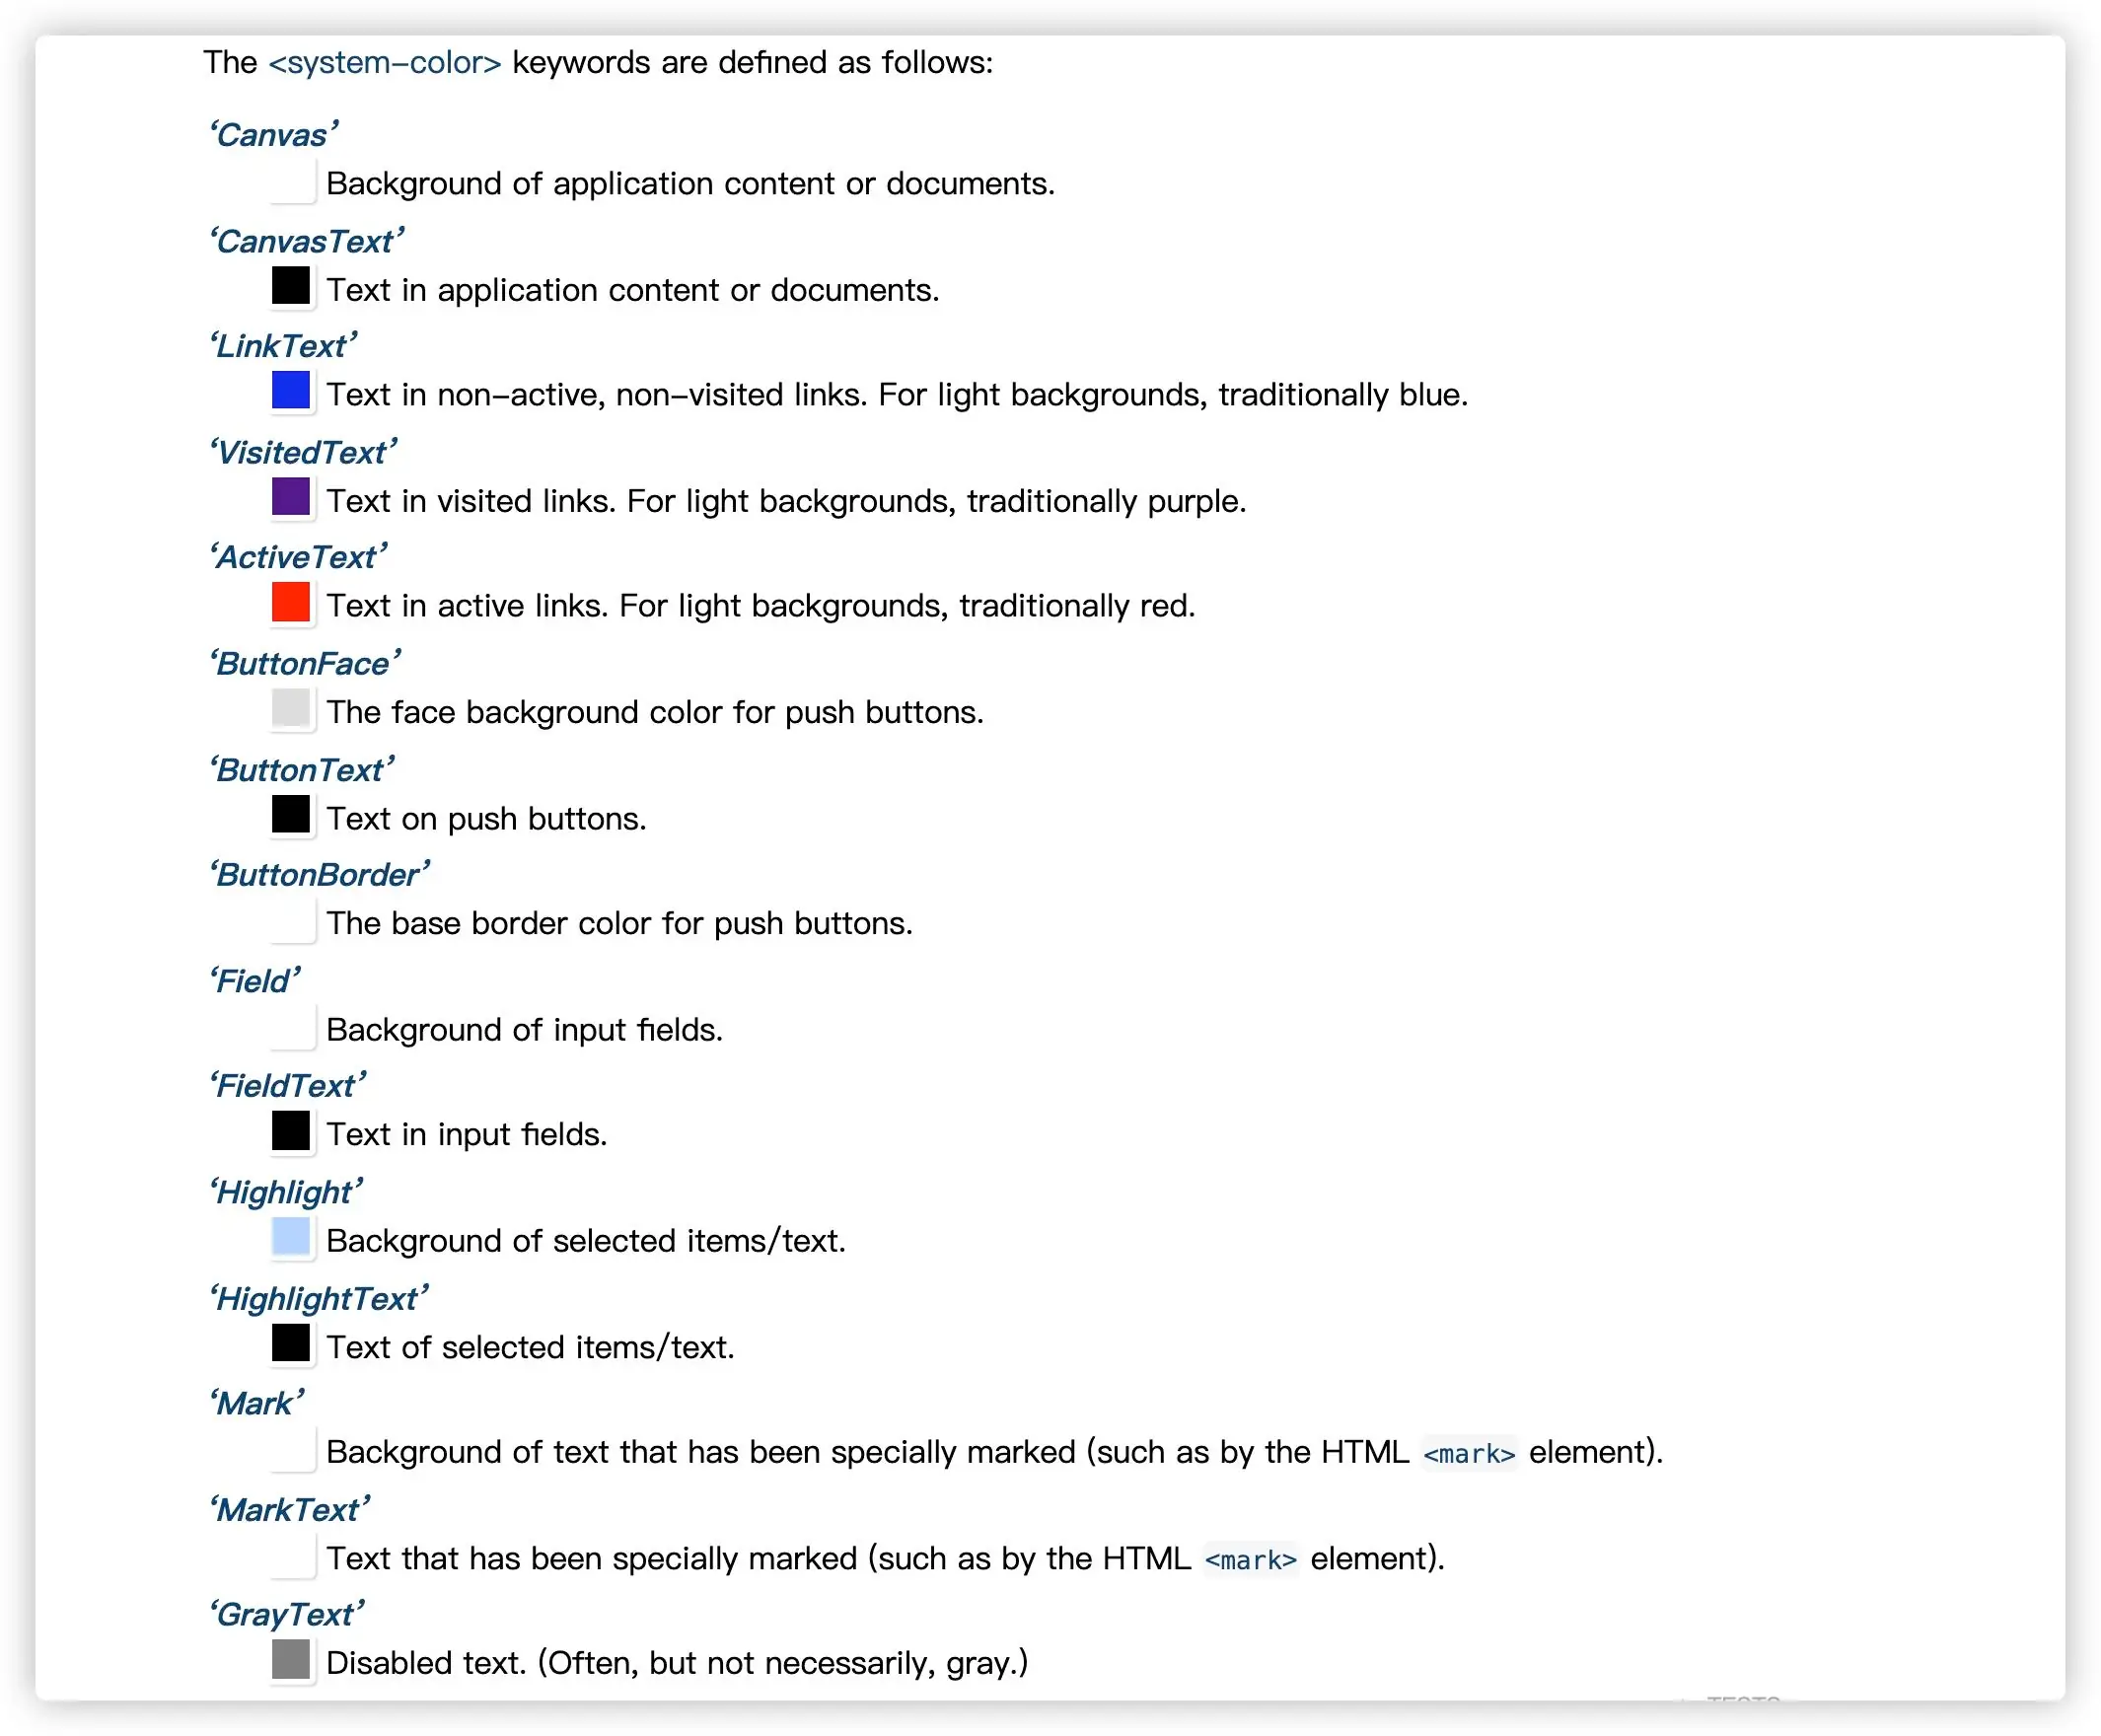 The <system-color> keywords are defined as follows:
‘Canvas’
Background of application content or documents.
‘CanvasText’
Text in application content or documents.
‘LinkText’
Text in non-active, non-visited links. For light backgrounds, traditionally blue.
‘VisitedText’
Text in visited links. For light backgrounds, traditionally purple.
‘ActiveText’
Text in active links. For light backgrounds, traditionally red.
‘ButtonFace’
The face background color for push buttons.
‘ButtonText’
Text on push buttons.
‘ButtonBorder’
The base border color for push buttons.
‘Field’
Background of input fields.
‘FieldText’
Text in input fields.
‘Highlight’
Background of selected items/text.
‘HighlightText’
Text of selected items/text.
‘Mark’
Background of text that has been specially marked (such as by the HTML <mark> element).
‘MarkText’
Text that has been specially marked (such as by the HTML <mark> element).
‘GrayText’
Disabled text. (Often, but not necessarily, gray.)